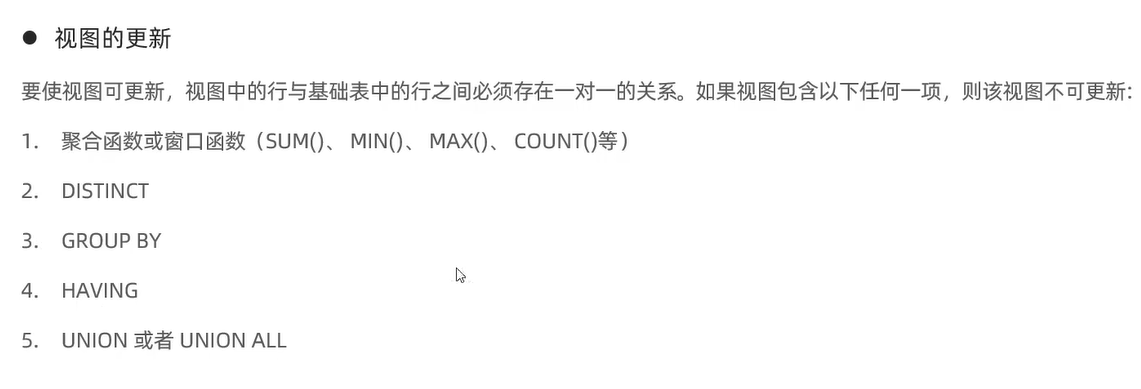 ● 视图的更新
要使视图可更新，视图中的行与基础表中的行之间必须存在一对一的关系。如果视图包含以下任何一项，则该视图不可更新:
1. 聚合函数或窗口函数（SUM()、 MIN()、 MAX()、 COUNT()等）
2. DISTINCT
3. GROUP BY
4. HAVING
5. UNION 或者 UNION ALL